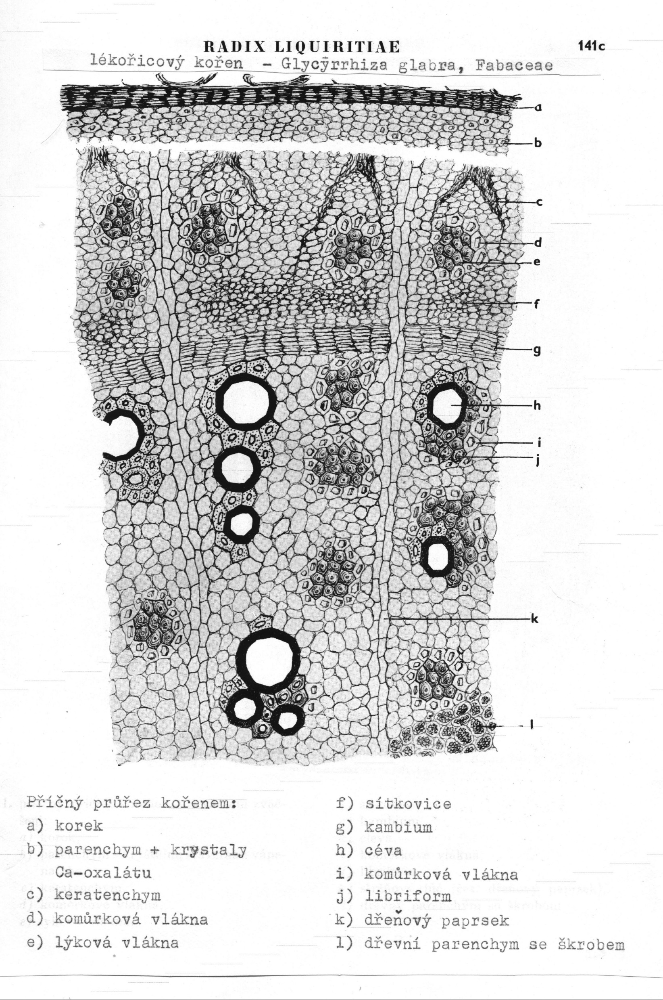 RADIX LIQUIRITIAE
141c
lékořicový kořen - Glycyrrhiza glabra, Fabaceae
a
b
c
d
e
f
g
h
i
j
k
l
Příčný průřez kořenem:
a) korek
b) parenchym + krystaly
Ca-oxalátu
c) keratenchym
d) komůrková vlákna
e) lýková vlákna
f) sítkovice
g) kambium
h) céva
i) komůrková vlákna
j) libriform
k) dřeňový paprsek
l) dřevní parenchym se škrobem